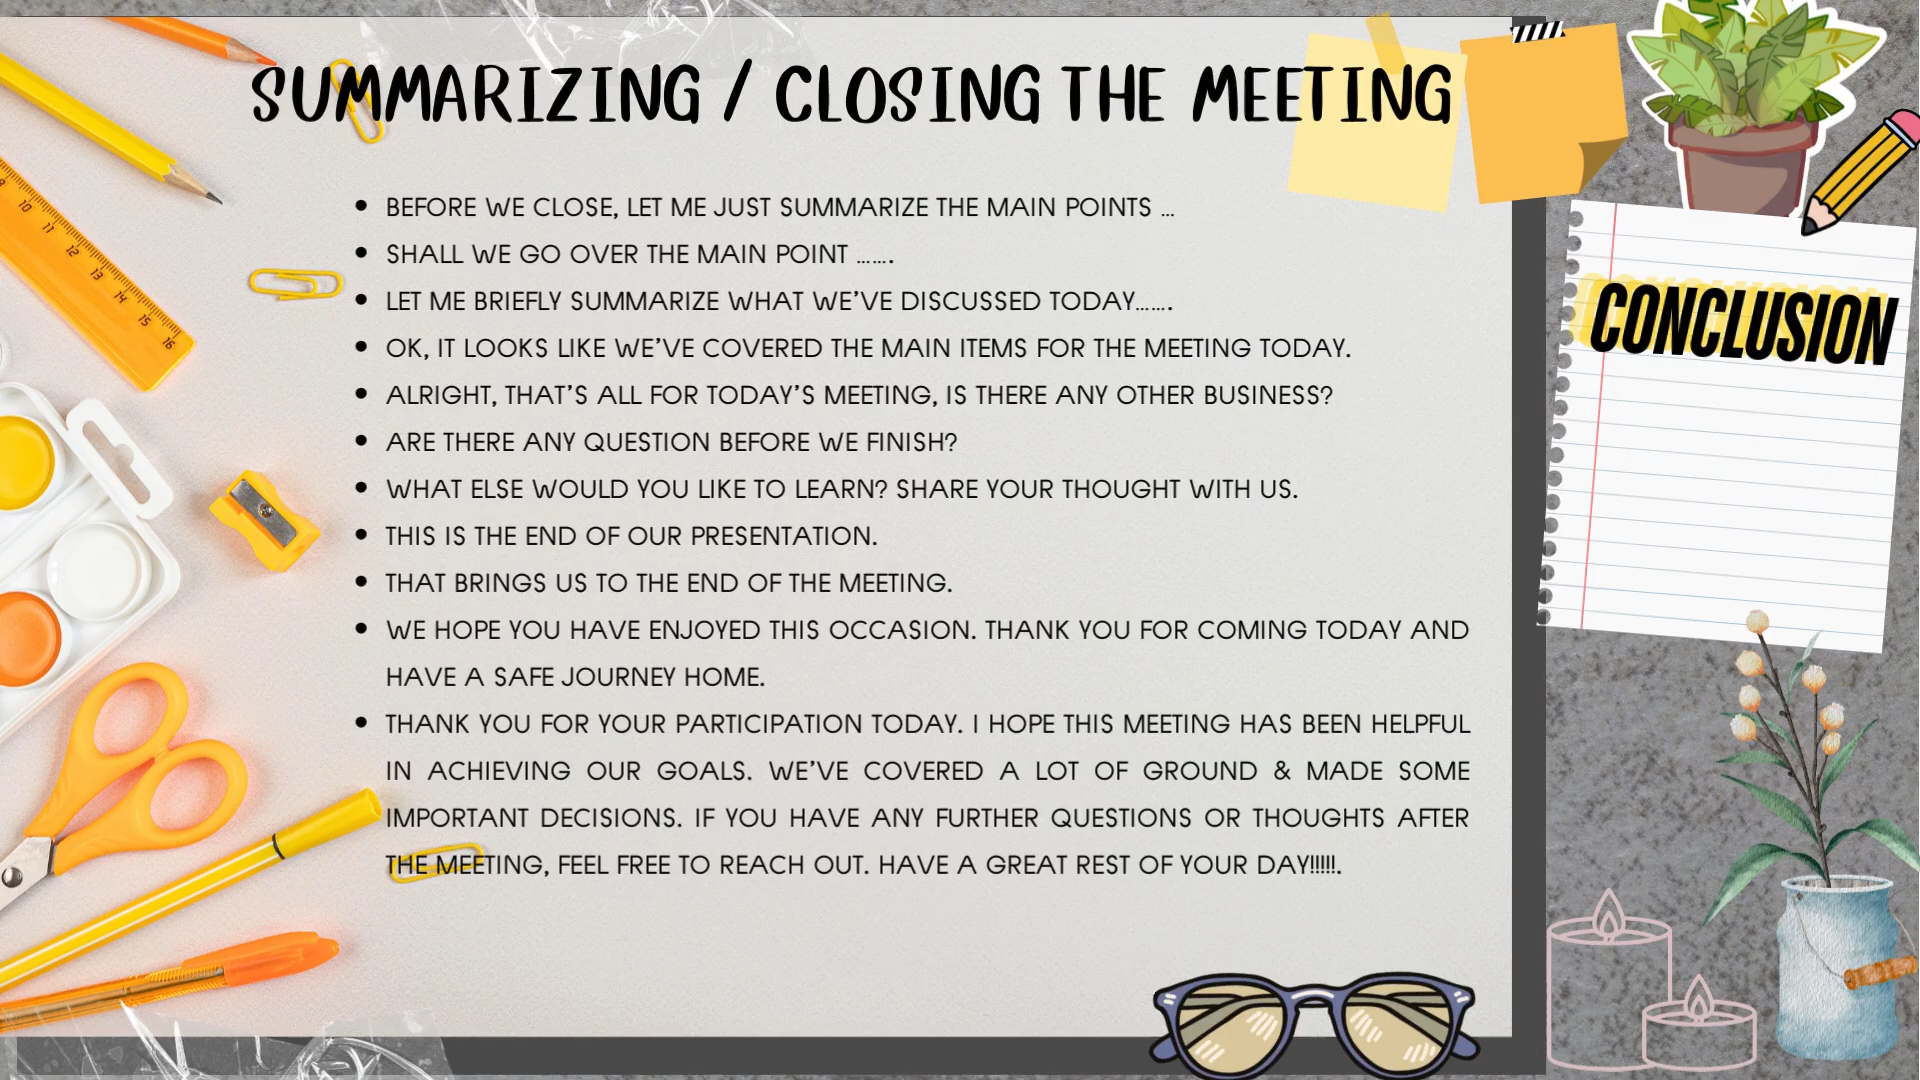 SUMMARIZING / CLOSING THE MEETING
• BEFORE WE CLOSE, LET ME JUST SUMMARIZE THE MAIN POINTS ...
• SHALL WE GO OVER THE MAIN POINT …….
• LET ME BRIEFLY SUMMARIZE WHAT WE’VE DISCUSSED TODAY…….
• OK, IT LOOKS LIKE WE’VE COVERED THE MAIN ITEMS FOR THE MEETING TODAY.
• ALRIGHT, THAT’S ALL FOR TODAY’S MEETING, IS THERE ANY OTHER BUSINESS?
• ARE THERE ANY QUESTION BEFORE WE FINISH?
• WHAT ELSE WOULD YOU LIKE TO LEARN? SHARE YOUR THOUGHT WITH US.
• THIS IS THE END OF OUR PRESENTATION.
• THAT BRINGS US TO THE END OF THE MEETING.
• WE HOPE YOU HAVE ENJOYED THIS OCCASION. THANK YOU FOR COMING TODAY AND
HAVE A SAFE JOURNEY HOME.
• THANK YOU FOR YOUR PARTICIPATION TODAY. I HOPE THIS MEETING HAS BEEN HELPFUL
IN ACHIEVING OUR GOALS. WE’VE COVERED A LOT OF GROUND & MADE SOME
IMPORTANT DECISIONS. IF YOU HAVE ANY FURTHER QUESTIONS OR THOUGHTS AFTER
THE MEETING, FEEL FREE TO REACH OUT. HAVE A GREAT REST OF YOUR DAY!!!!!.
CONCLUSION
10
11
12
13
14
15
16